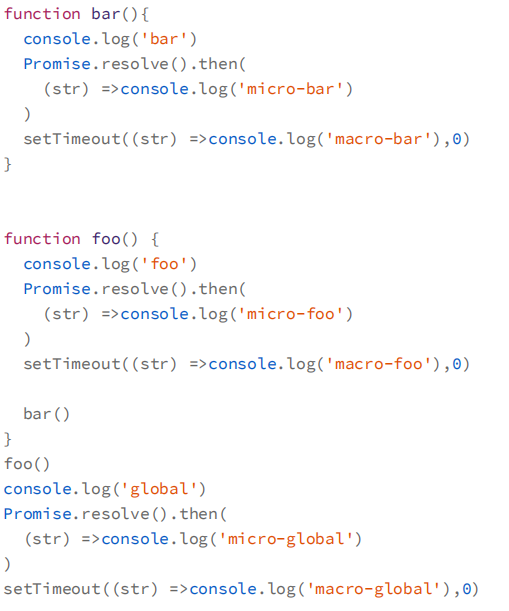 function bar(){
  console.log('bar')
  Promise.resolve().then(
    (str) =>console.log('micro-bar')
  )
  setTimeout((str) =>console.log('macro-bar'),0)
}
function foo() {
  console.log('foo')
  Promise.resolve().then(
    (str) =>console.log('micro-foo')
  )
  setTimeout((str) =>console.log('macro-foo'),0)
  bar()
}
foo()
console.log('global')
Promise.resolve().then(
  (str) =>console.log('micro-global')
)
setTimeout((str) =>console.log('macro-global'),0)